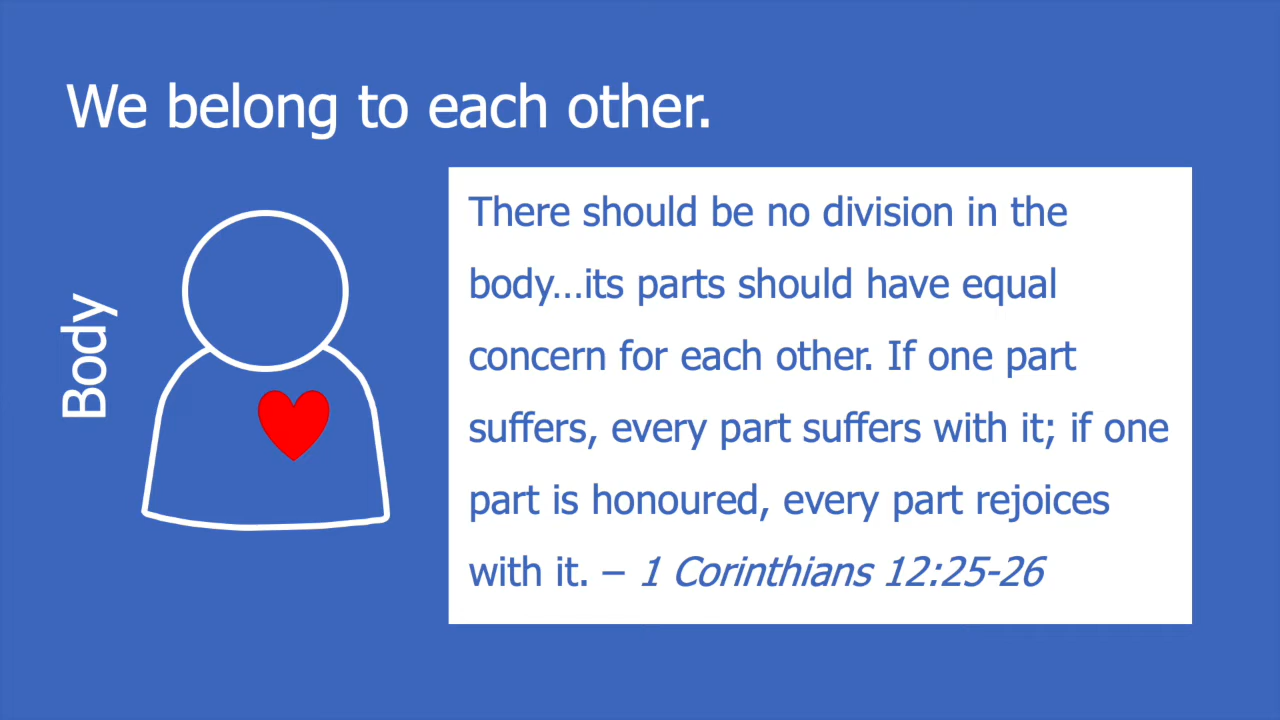 We belong to each other.
Body
There should be no division in the
body...its parts should have equal
concern for each other. If one part
suffers, every part suffers with it; if one
part is honoured, every part rejoices
with it. – 1 Corinthians 12:25-26